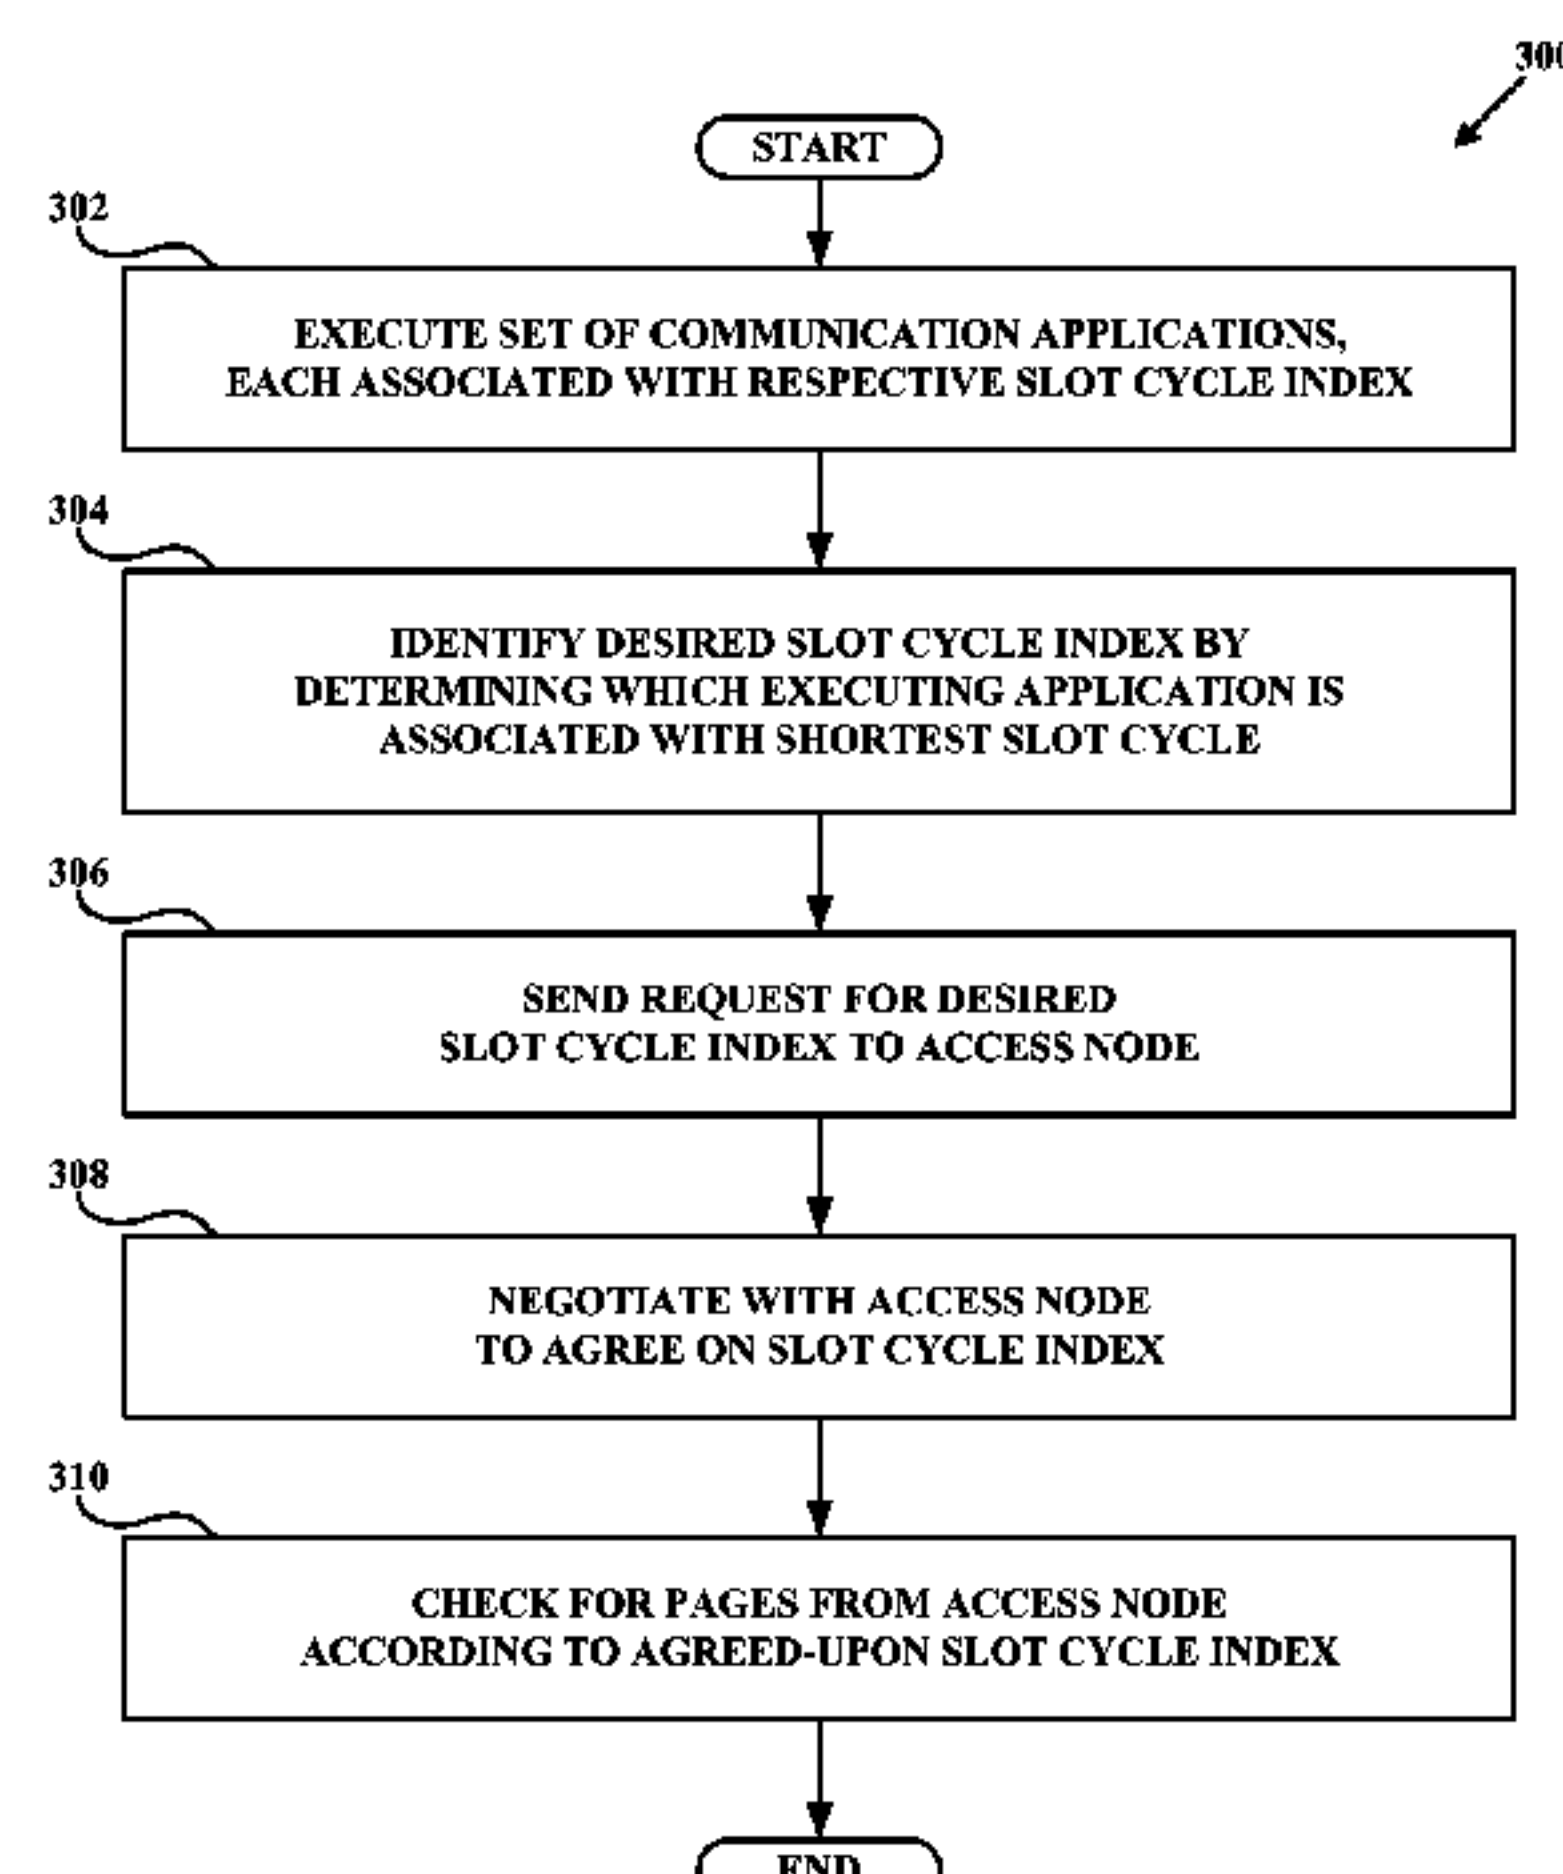 300
START
302
EXECUTE SET OF COMMUNICATION APPLICATIONS,
EACH ASSOCIATED WITH RESPECTIVE SLOT CYCLE INDEX
304
IDENTIFY DESIRED SLOT CYCLE INDEX BY
DETERMINING WHICH EXECUTING APPLICATION IS
ASSOCIATED WITH SHORTEST SLOT CYCLE
306
SEND REQUEST FOR DESIRED
SLOT CYCLE INDEX TO ACCESS NODE
308
NEGOTIATE WITH ACCESS NODE
TO AGREE ON SLOT CYCLE INDEX
310
CHECK FOR PAGES FROM ACCESS NODE
ACCORDING TO AGREED-UPON SLOT CYCLE INDEX
END